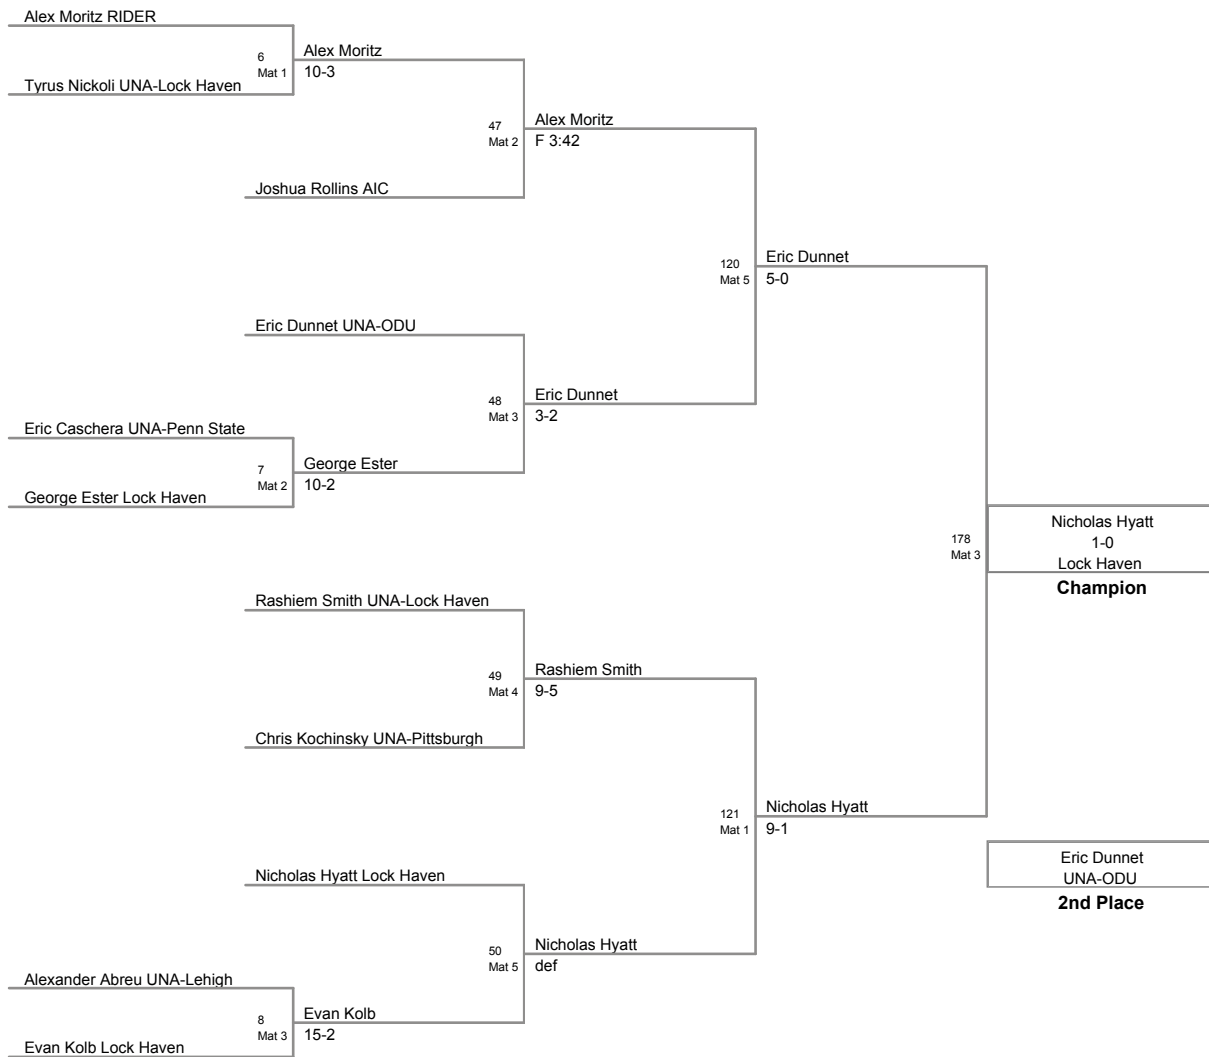 Alex Moritz RIDER
6
Mat 1
Alex Moritz
10-3
Tyrus Nickoli UNA-Lock Haven
47
Mat 2
Alex Moritz
F 3:42
Joshua Rollins AIC
120
Mat 5
Eric Dunnet
5-0
Eric Dunnet UNA-ODU
48
Mat 3
Eric Dunnet
3-2
Eric Caschera UNA-Penn State
7
Mat 2
George Ester
10-2
George Ester Lock Haven
178
Mat 3
Nicholas Hyatt
1-0
Lock Haven
Champion
Rashiem Smith UNA-Lock Haven
49
Mat 4
Rashiem Smith
9-5
Chris Kochinsky UNA-Pittsburgh
121
Mat 1
Nicholas Hyatt
9-1
Nicholas Hyatt Lock Haven
Eric Dunnet
UNA-ODU
2nd Place
50
Mat 5
Nicholas Hyatt
def
Alexander Abreu UNA-Lehigh
8
Mat 3
Evan Kolb
15-2
Evan Kolb Lock Haven